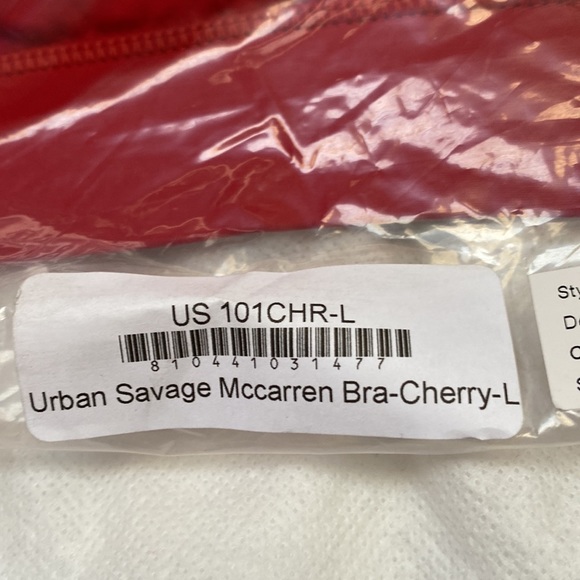 US 101CHR-L
810441031477
Urban Savage Mccarren Bra-Cherry-L